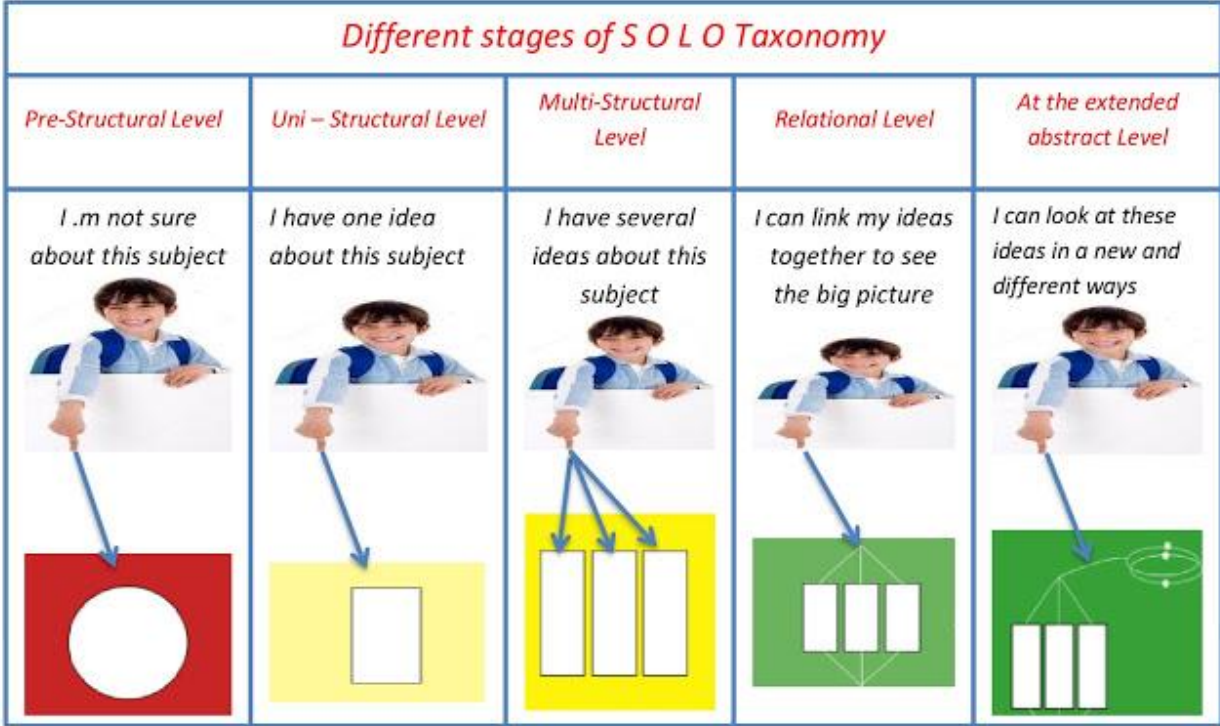 Different stages of S O L O Taxonomy
Pre-Structural Level
Uni – Structural Level
Multi-Structural
Level
Relational Level
At the extended
abstract Level
I .m not sure
about this subject
I have one idea
about this subject
I have several
ideas about this
subject
I can link my ideas
together to see
the big picture
I can look at these
ideas in a new and
different ways